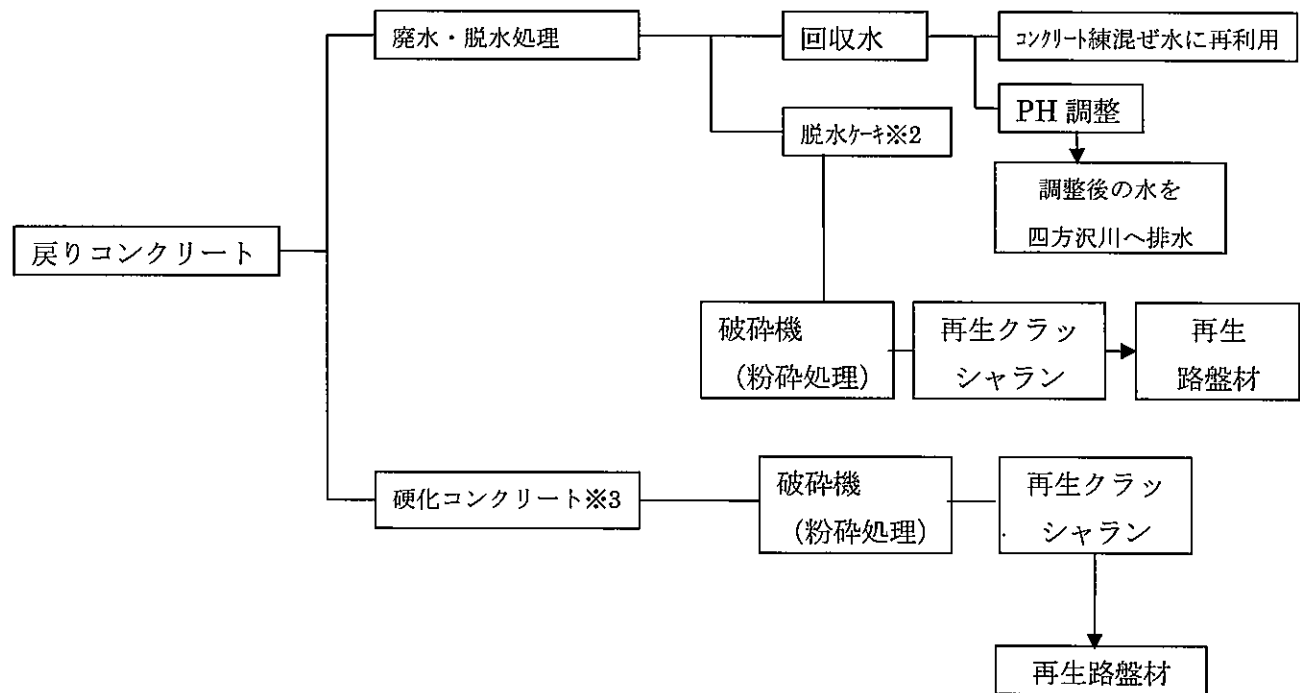 廃水・脱水処理
回収水
ｺﾝｸﾘｰﾄ練混ぜ水に再利用
PH 調整
脱水ｹｰｷ※2
調整後の水を
四方沢川へ排水
戻りコンクリート
破砕機
（粉砕処理）
再生クラッ
シャラン
再生
路盤材
硬化コンクリート※3
破砕機
（粉砕処理）
再生クラッ
シャラン
再生路盤材